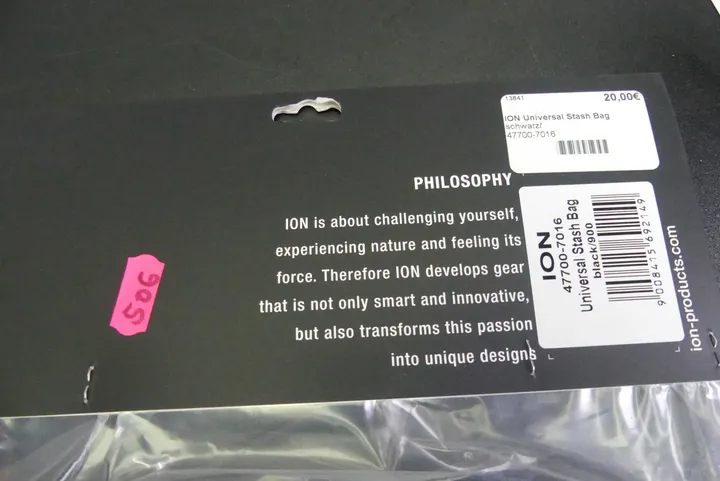 13841
20,00€
ION Universal Stash Bag
schwarz/
47700-7016
PHILOSOPHY
ION is about challenging yourself,
experiencing nature and feeling its
force. Therefore ION develops gear
that is not only smart and innovative,
but also transforms this passion
into unique designs
ION
47700-7016
Universal Stash Bag
black/900
9 008415 692149
ion-products.com